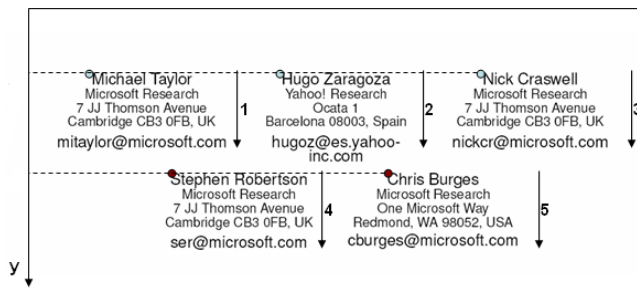 Michael Taylor
Microsoft Research
7 JJ Thomson Avenue
Cambridge CB3 0FB, UK
mitaylor@microsoft.com
1
Hugo Zaragoza
Yahoo! Research
Ocata 1
Barcelona 08003, Spain
hugoz@es.yahoo-
inc.com
2
Nick Craswell
Microsoft Research
7 JJ Thomson Avenue
Cambridge CB3 0FB, UK
nickcr@microsoft.com
3
Stephen Robertson
Microsoft Research
7 JJ Thomson Avenue
Cambridge CB3 0FB, UK
ser@microsoft.com
4
Chris Burges
Microsoft Research
One Microsoft Way
Redmond, WA 98052, USA
cburges@microsoft.com
5
y